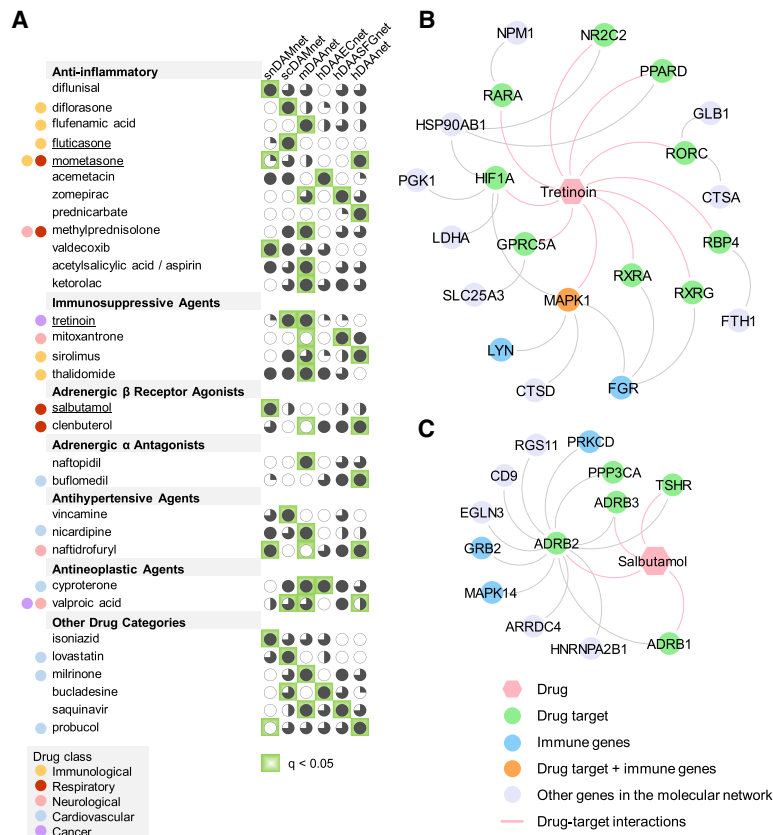 A
snDAMnet
scDAMnet
mDAAnet
hDAAECnet
hDAASFGnet
hDAAnet
Anti-inflammatory
diflunisal
diflorasone
flufenamic acid
fluticasone
mometasone
acemetacin
zomepirac
prednicarbate
methylprednisolone
valdecoxib
acetylsalicylic acid / aspirin
ketorolac
Immunosuppressive Agents
tretinoin
mitoxantrone
sirolimus
thalidomide
Adrenergic β Receptor Agonists
salbutamol
clenbuterol
Adrenergic α Antagonists
naftopidil
buflomedil
Antihypertensive Agents
vincamine
nicardipine
naftidrofuryl
Antineoplastic Agents
cyproterone
valproic acid
Other Drug Categories
isoniazid
lovastatin
milrinone
bucladesine
saquinavir
probucol
Drug class
Immunological
Respiratory
Neurological
Cardiovascular
Cancer
q < 0.05
B
NPM1
NR2C2
PPARD
RARA
GLB1
HSP90AB1
RORC
PGK1
HIF1A
Tretinoin
CTSA
LDHA
GPRC5A
RBP4
SLC25A3
MAPK1
RXRA
RXRG
FTH1
LYN
CTSD
FGR
C
RGS11
PRKCD
CD9
PPP3CA
TSHR
ADRB3
EGLN3
GRB2
ADRB2
Salbutamol
MAPK14
ARRDC4
HNRNPA2B1
ADRB1
Drug
Drug target
Immune genes
Drug target + immune genes
Other genes in the molecular network
Drug-target interactions